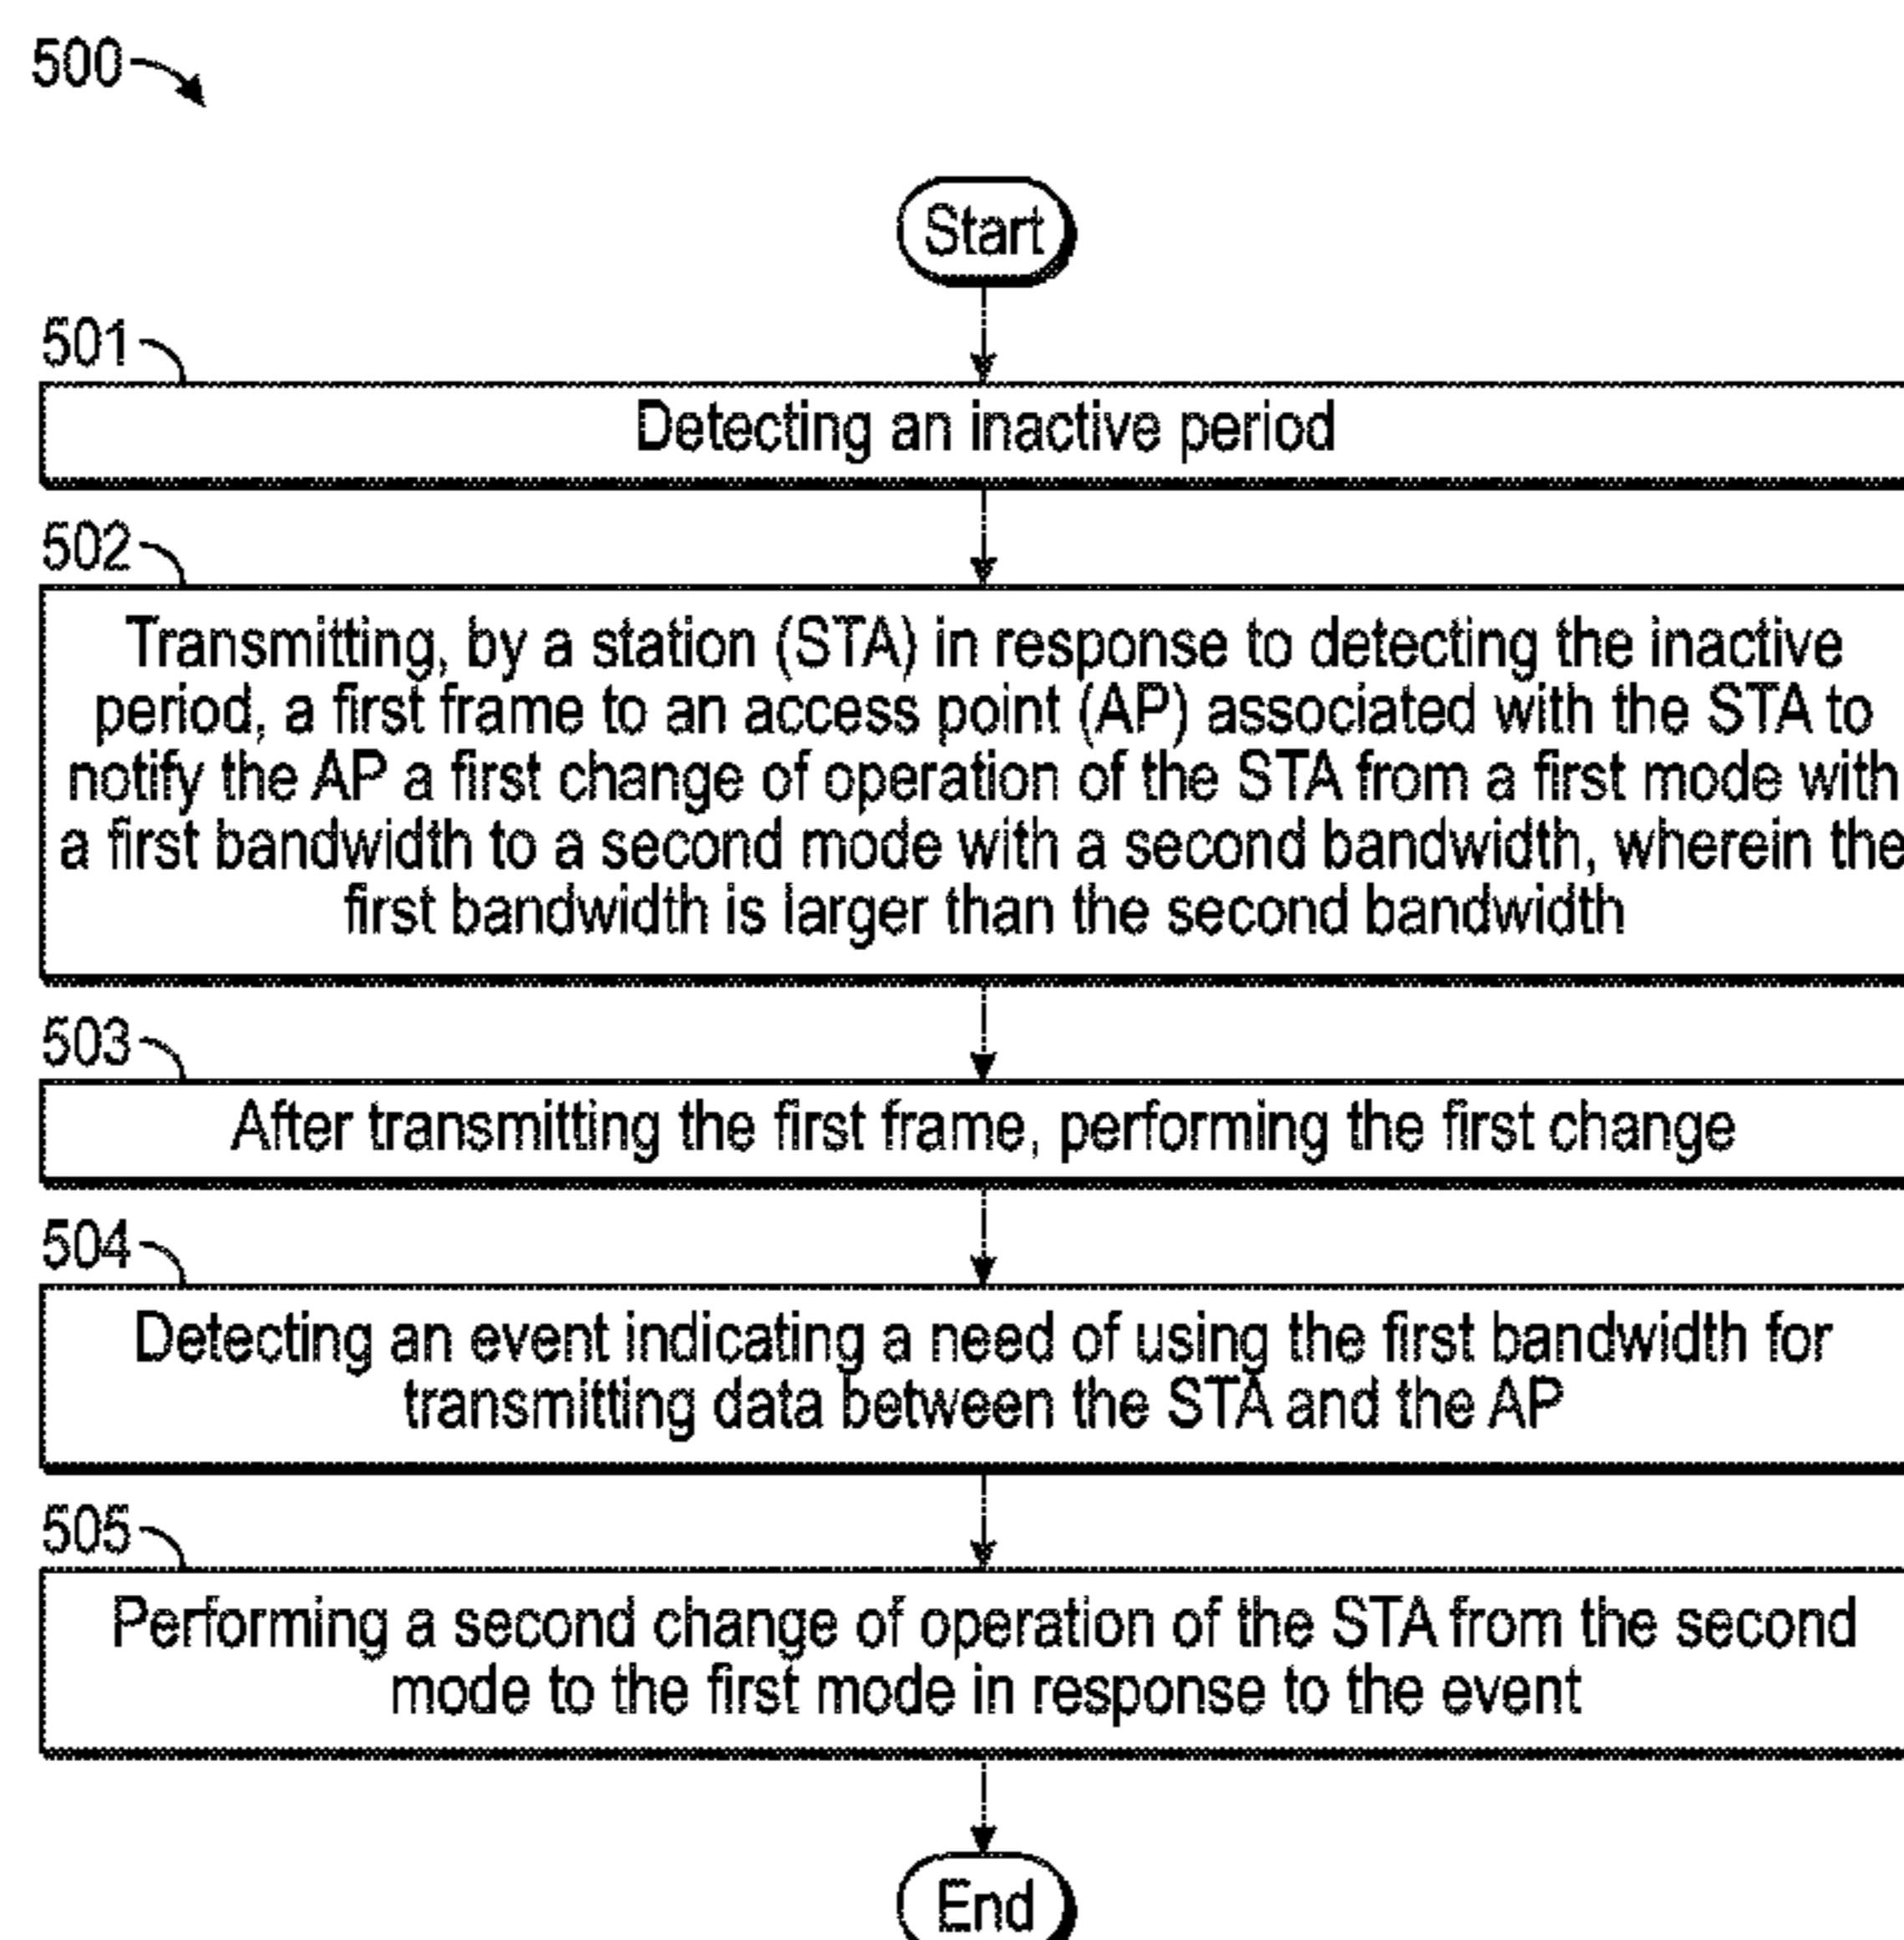 500
Start
501
Detecting an inactive period
502
Transmitting, by a station (STA) in response to detecting the inactive
period, a first frame to an access point (AP) associated with the STA to
notify the AP a first change of operation of the STA from a first mode with
a first bandwidth to a second mode with a second bandwidth, wherein the
first bandwidth is larger than the second bandwidth
503
After transmitting the first frame, performing the first change
504
Detecting an event indicating a need of using the first bandwidth for
transmitting data between the STA and the AP
505
Performing a second change of operation of the STA from the second
mode to the first mode in response to the event
End